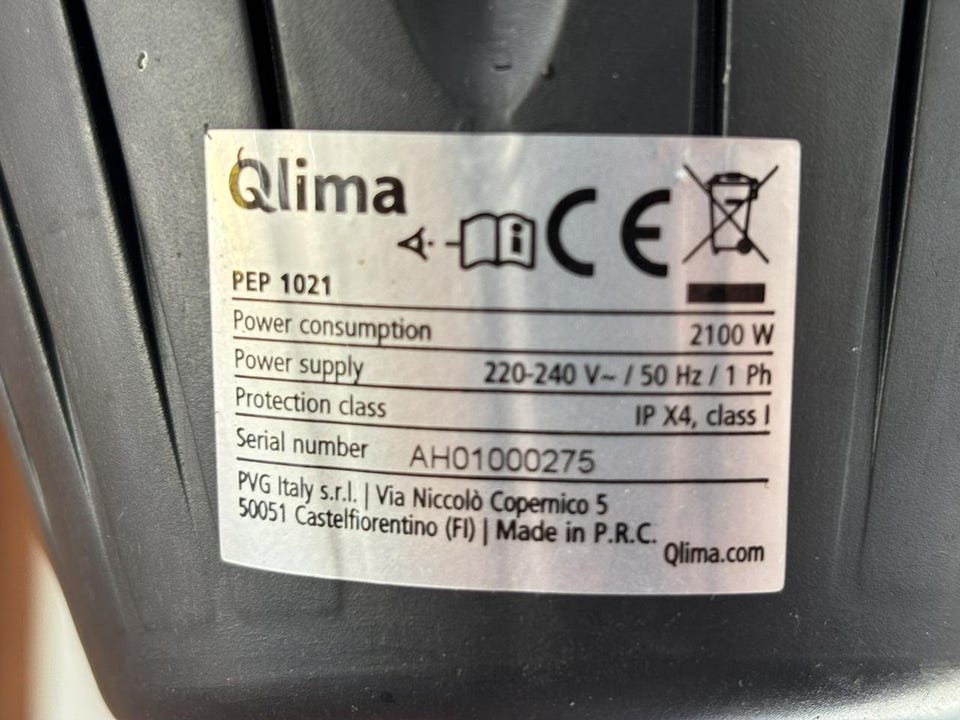 Qlima
CE
PEP 1021
Power consumption 2100 W
Power supply 220-240 V~ / 50 Hz / 1 Ph
Protection class IP X4, class I
Serial number AH01000275
PVG Italy s.r.l. | Via Niccolò Copernico 5
50051 Castelfiorentino (FI) | Made in P.R.C.
Qlima.com